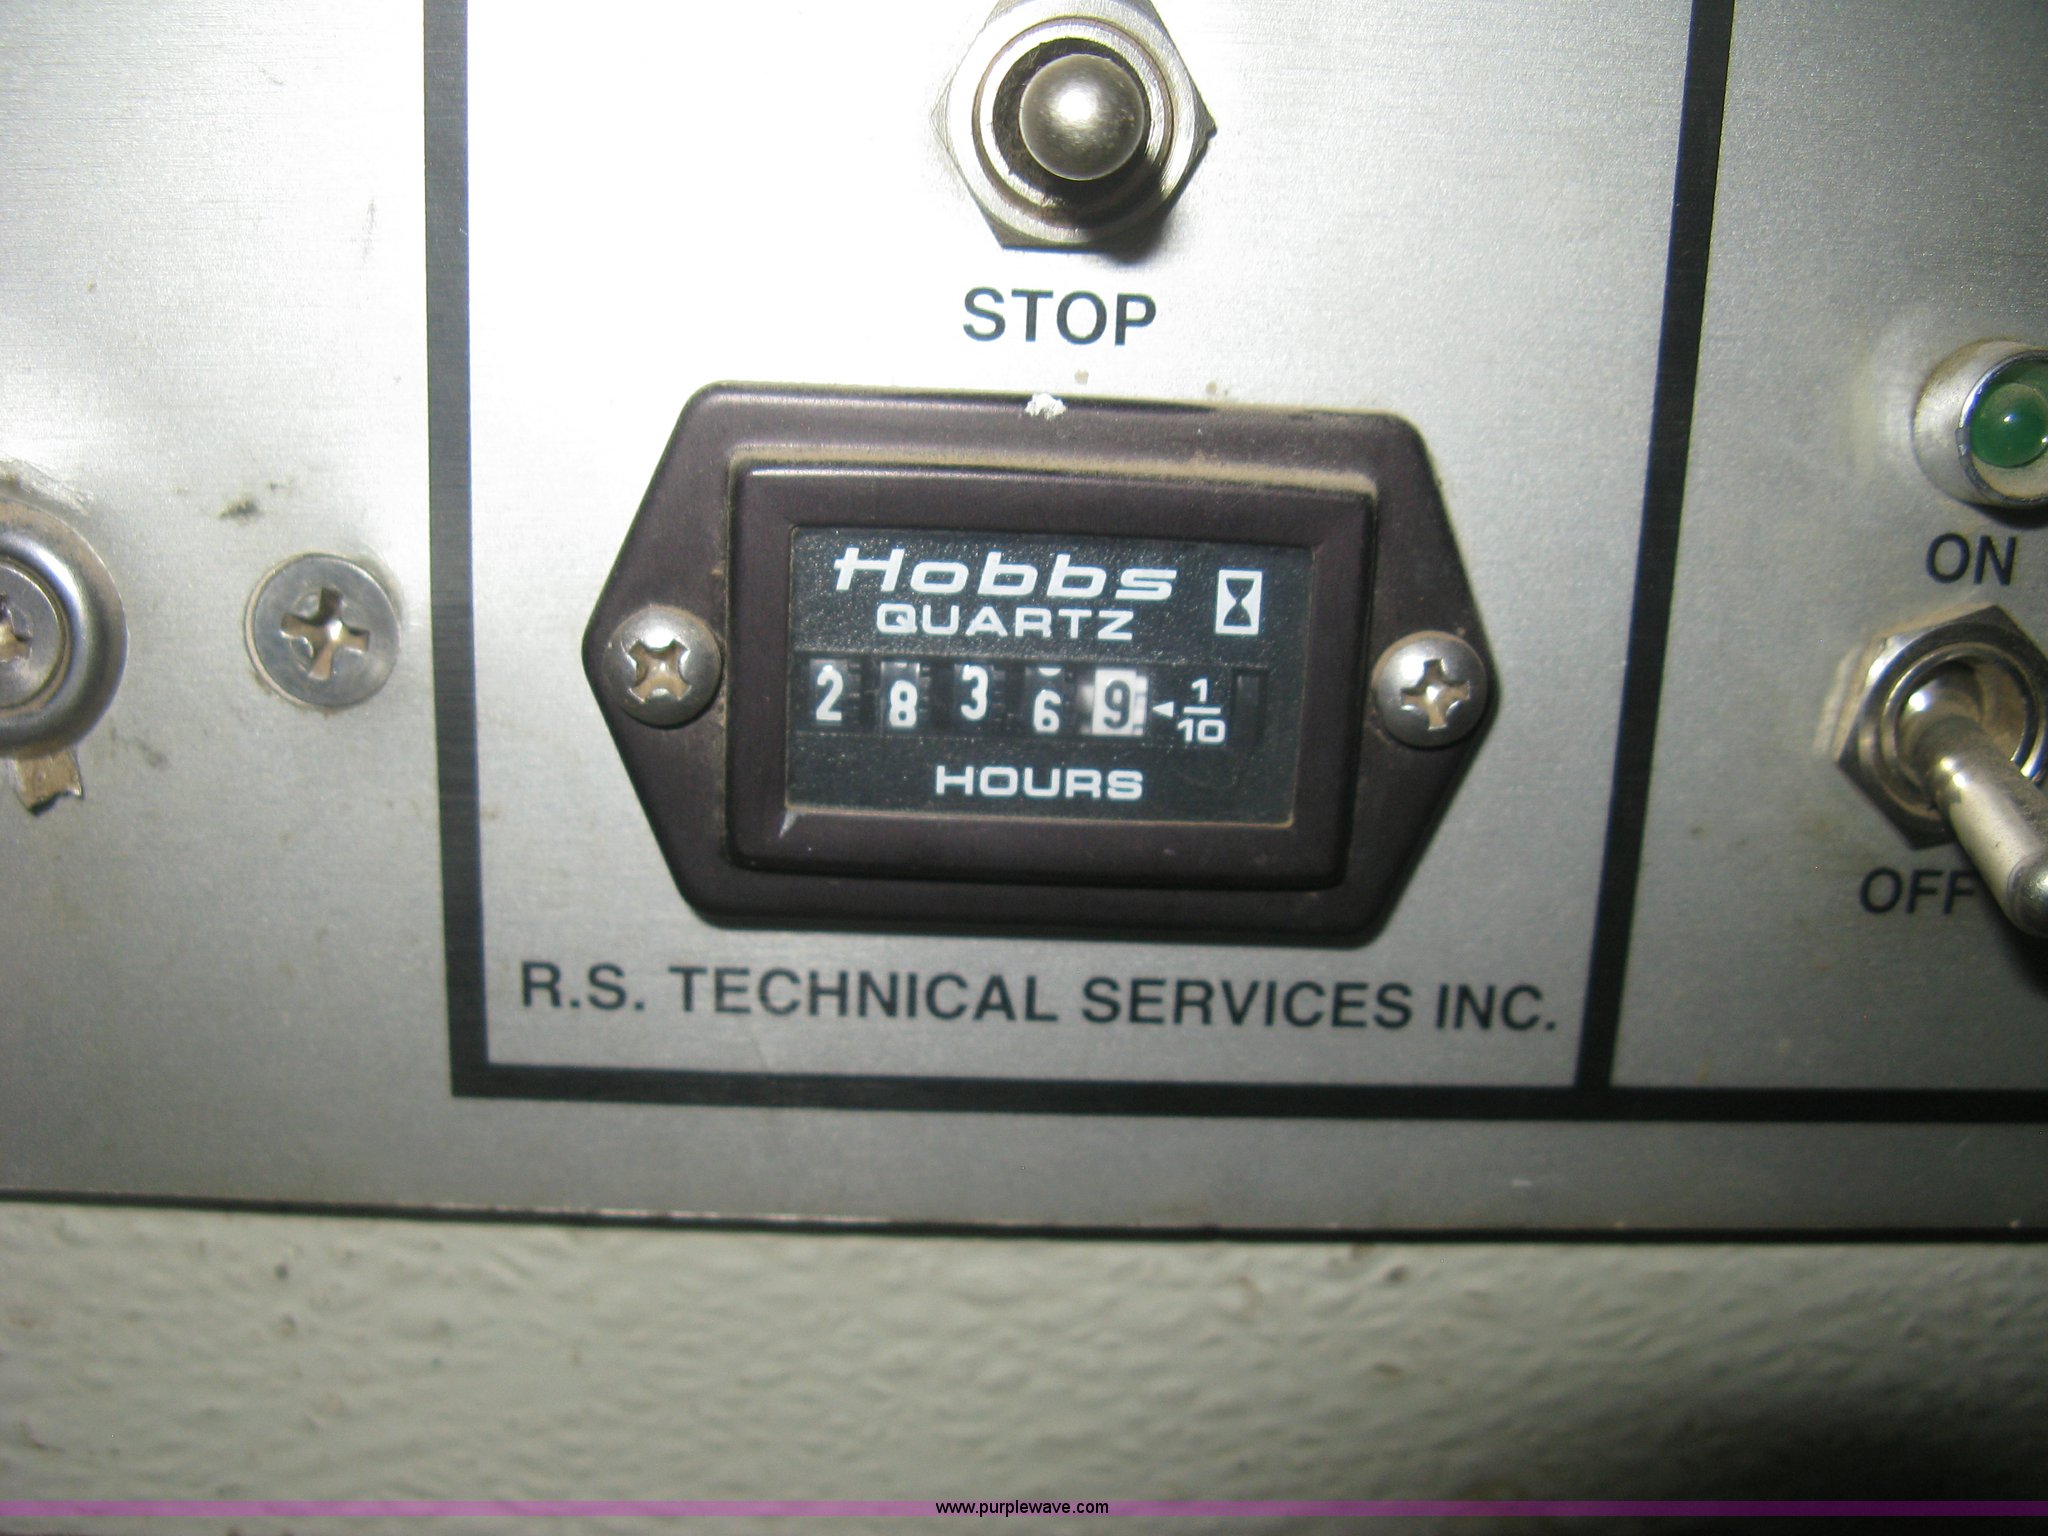 STOP
Hobbs
QUARTZ
2 8 3 6 9 1/10
HOURS
ON
OFF
R.S. TECHNICAL SERVICES INC.
www.purplewave.com